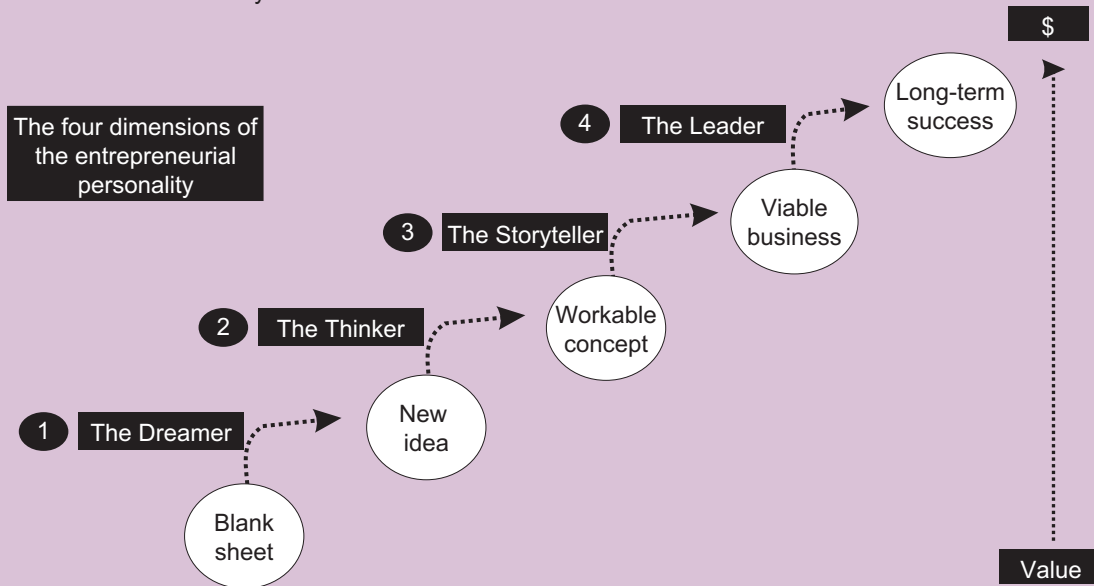 $
Long-term
success
4
The Leader
The four dimensions of
the entrepreneurial
personality
Viable
business
3
The Storyteller
Workable
concept
2
The Thinker
New
idea
1
The Dreamer
Blank
sheet
Value